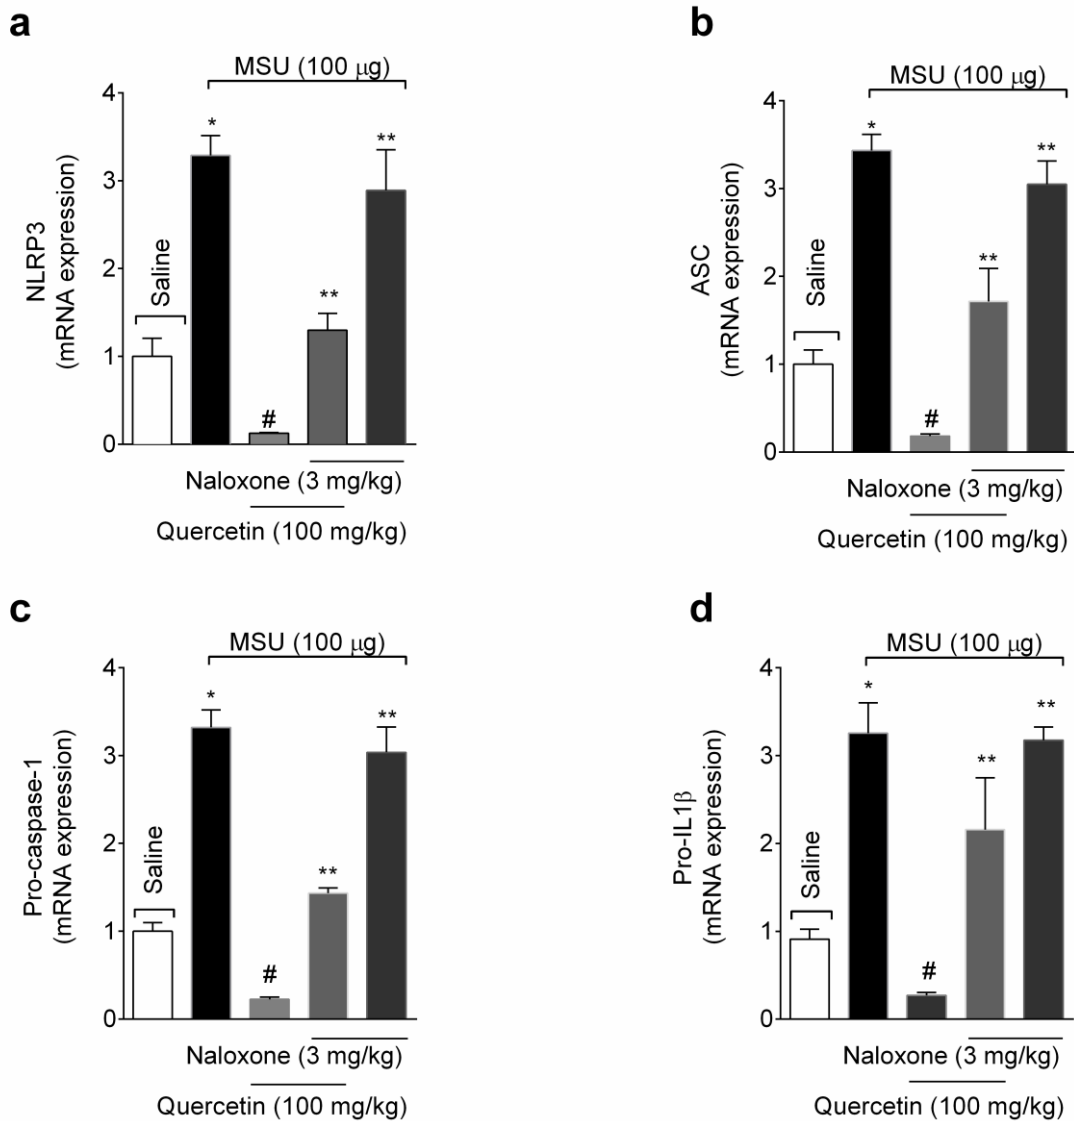 a
MSU (100 μg)
NLRP3
(mRNA expression)
4
3
2
1
0
Saline
*
#
**
**
Naloxone (3 mg/kg)
Quercetin (100 mg/kg)
b
MSU (100 μg)
ASC
(mRNA expression)
4
3
2
1
0
Saline
*
#
**
**
Naloxone (3 mg/kg)
Quercetin (100 mg/kg)
c
MSU (100 μg)
Pro-caspase-1
(mRNA expression)
4
3
2
1
0
Saline
*
#
**
**
Naloxone (3 mg/kg)
Quercetin (100 mg/kg)
d
MSU (100 μg)
Pro-IL1β
(mRNA expression)
4
3
2
1
0
Saline
*
#
**
**
Naloxone (3 mg/kg)
Quercetin (100 mg/kg)